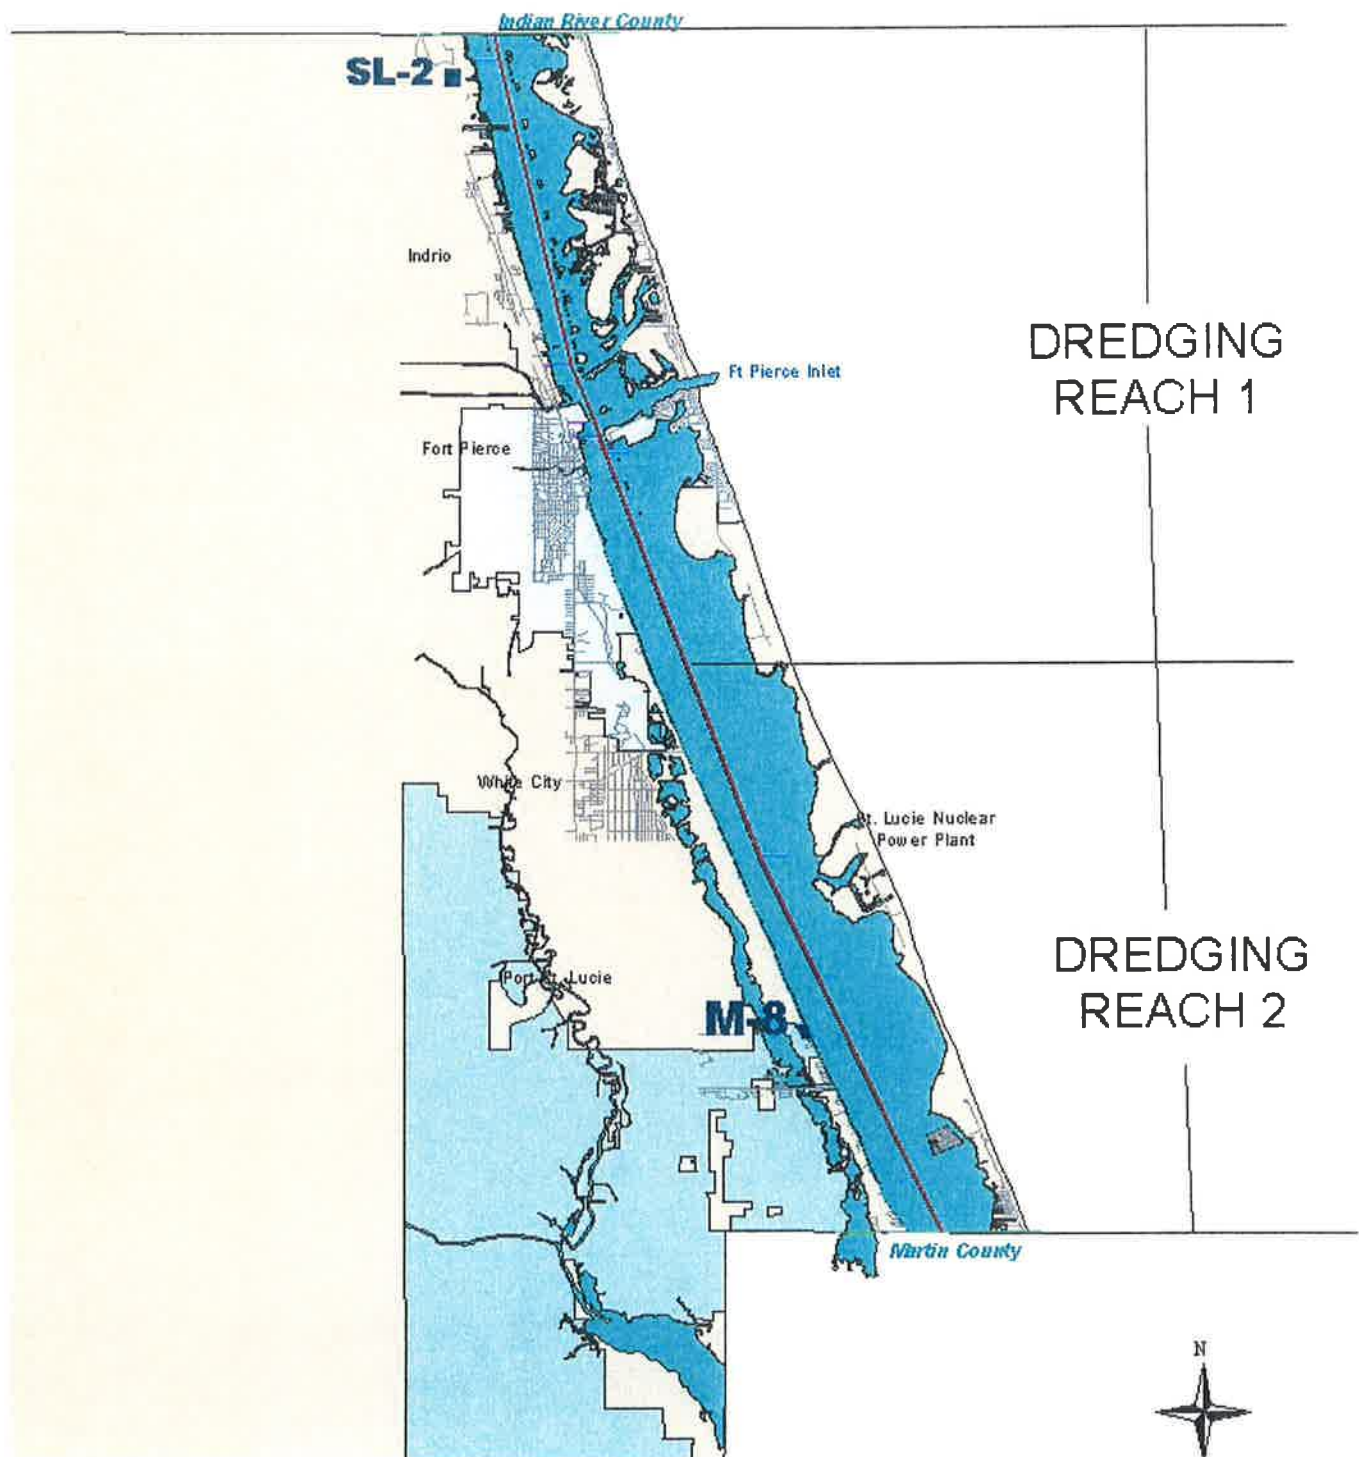 Indian River County
SL-2
Indrio
DREDGING
REACH 1
Ft Pierce Inlet
Fort Pierce
White City
St. Lucie Nuclear
Power Plant
DREDGING
REACH 2
Port St. Lucie
M-8
Martin County
N